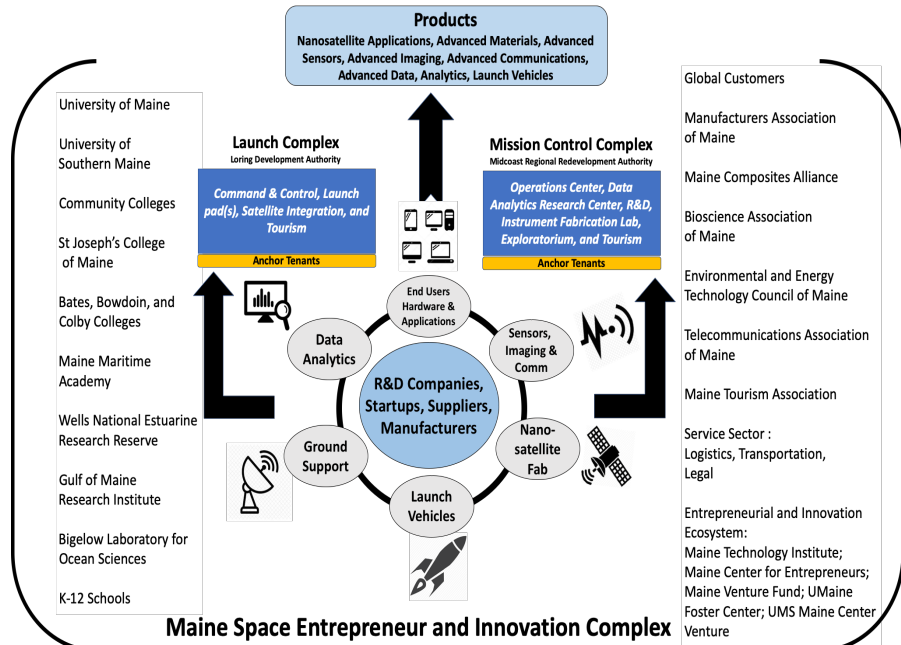 Products
Nanosatellite Applications, Advanced Materials, Advanced
Sensors, Advanced Imaging, Advanced Communications,
Advanced Data, Analytics, Launch Vehicles
University of Maine
University of
Southern Maine
Community Colleges
St Joseph's College
of Maine
Bates, Bowdoin, and
Colby Colleges
Maine Maritime
Academy
Wells National Estuarine
Research Reserve
Gulf of Maine
Research Institute
Bigelow Laboratory for
Ocean Sciences
K-12 Schools
Launch Complex
Loring Development Authority
Command & Control, Launch
pad(s), Satellite Integration, and
Tourism
Anchor Tenants
Mission Control Complex
Midcoast Regional Redevelopment Authority
Operations Center, Data
Analytics Research Center, R&D,
Instrument Fabrication Lab,
Exploratorium, and Tourism
Anchor Tenants
End Users
Hardware &
Applications
Data
Analytics
Sensors,
Imaging &
Comm
R&D Companies,
Startups, Suppliers,
Manufacturers
Ground
Support
Nano-
satellite
Fab
Launch
Vehicles
Global Customers
Manufacturers Association
of Maine
Maine Composites Alliance
Bioscience Association
of Maine
Environmental and Energy
Technology Council of Maine
Telecommunications Association
of Maine
Maine Tourism Association
Service Sector :
Logistics, Transportation,
Legal
Entrepreneurial and Innovation
Ecosystem:
Maine Technology Institute;
Maine Center for Entrepreneurs;
Maine Venture Fund; UMaine
Foster Center; UMS Maine Center
Venture
Maine Space Entrepreneur and Innovation Complex